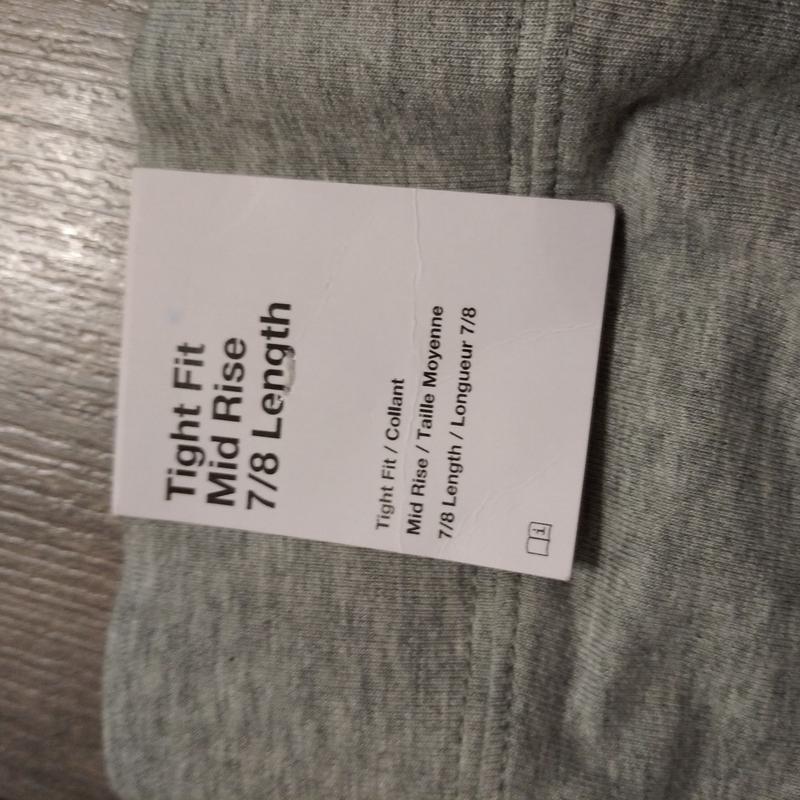 Tight Fit
Mid Rise
7/8 Length
Tight Fit / Collant
Mid Rise / Taille Moyenne
7/8 Length / Longueur 7/8